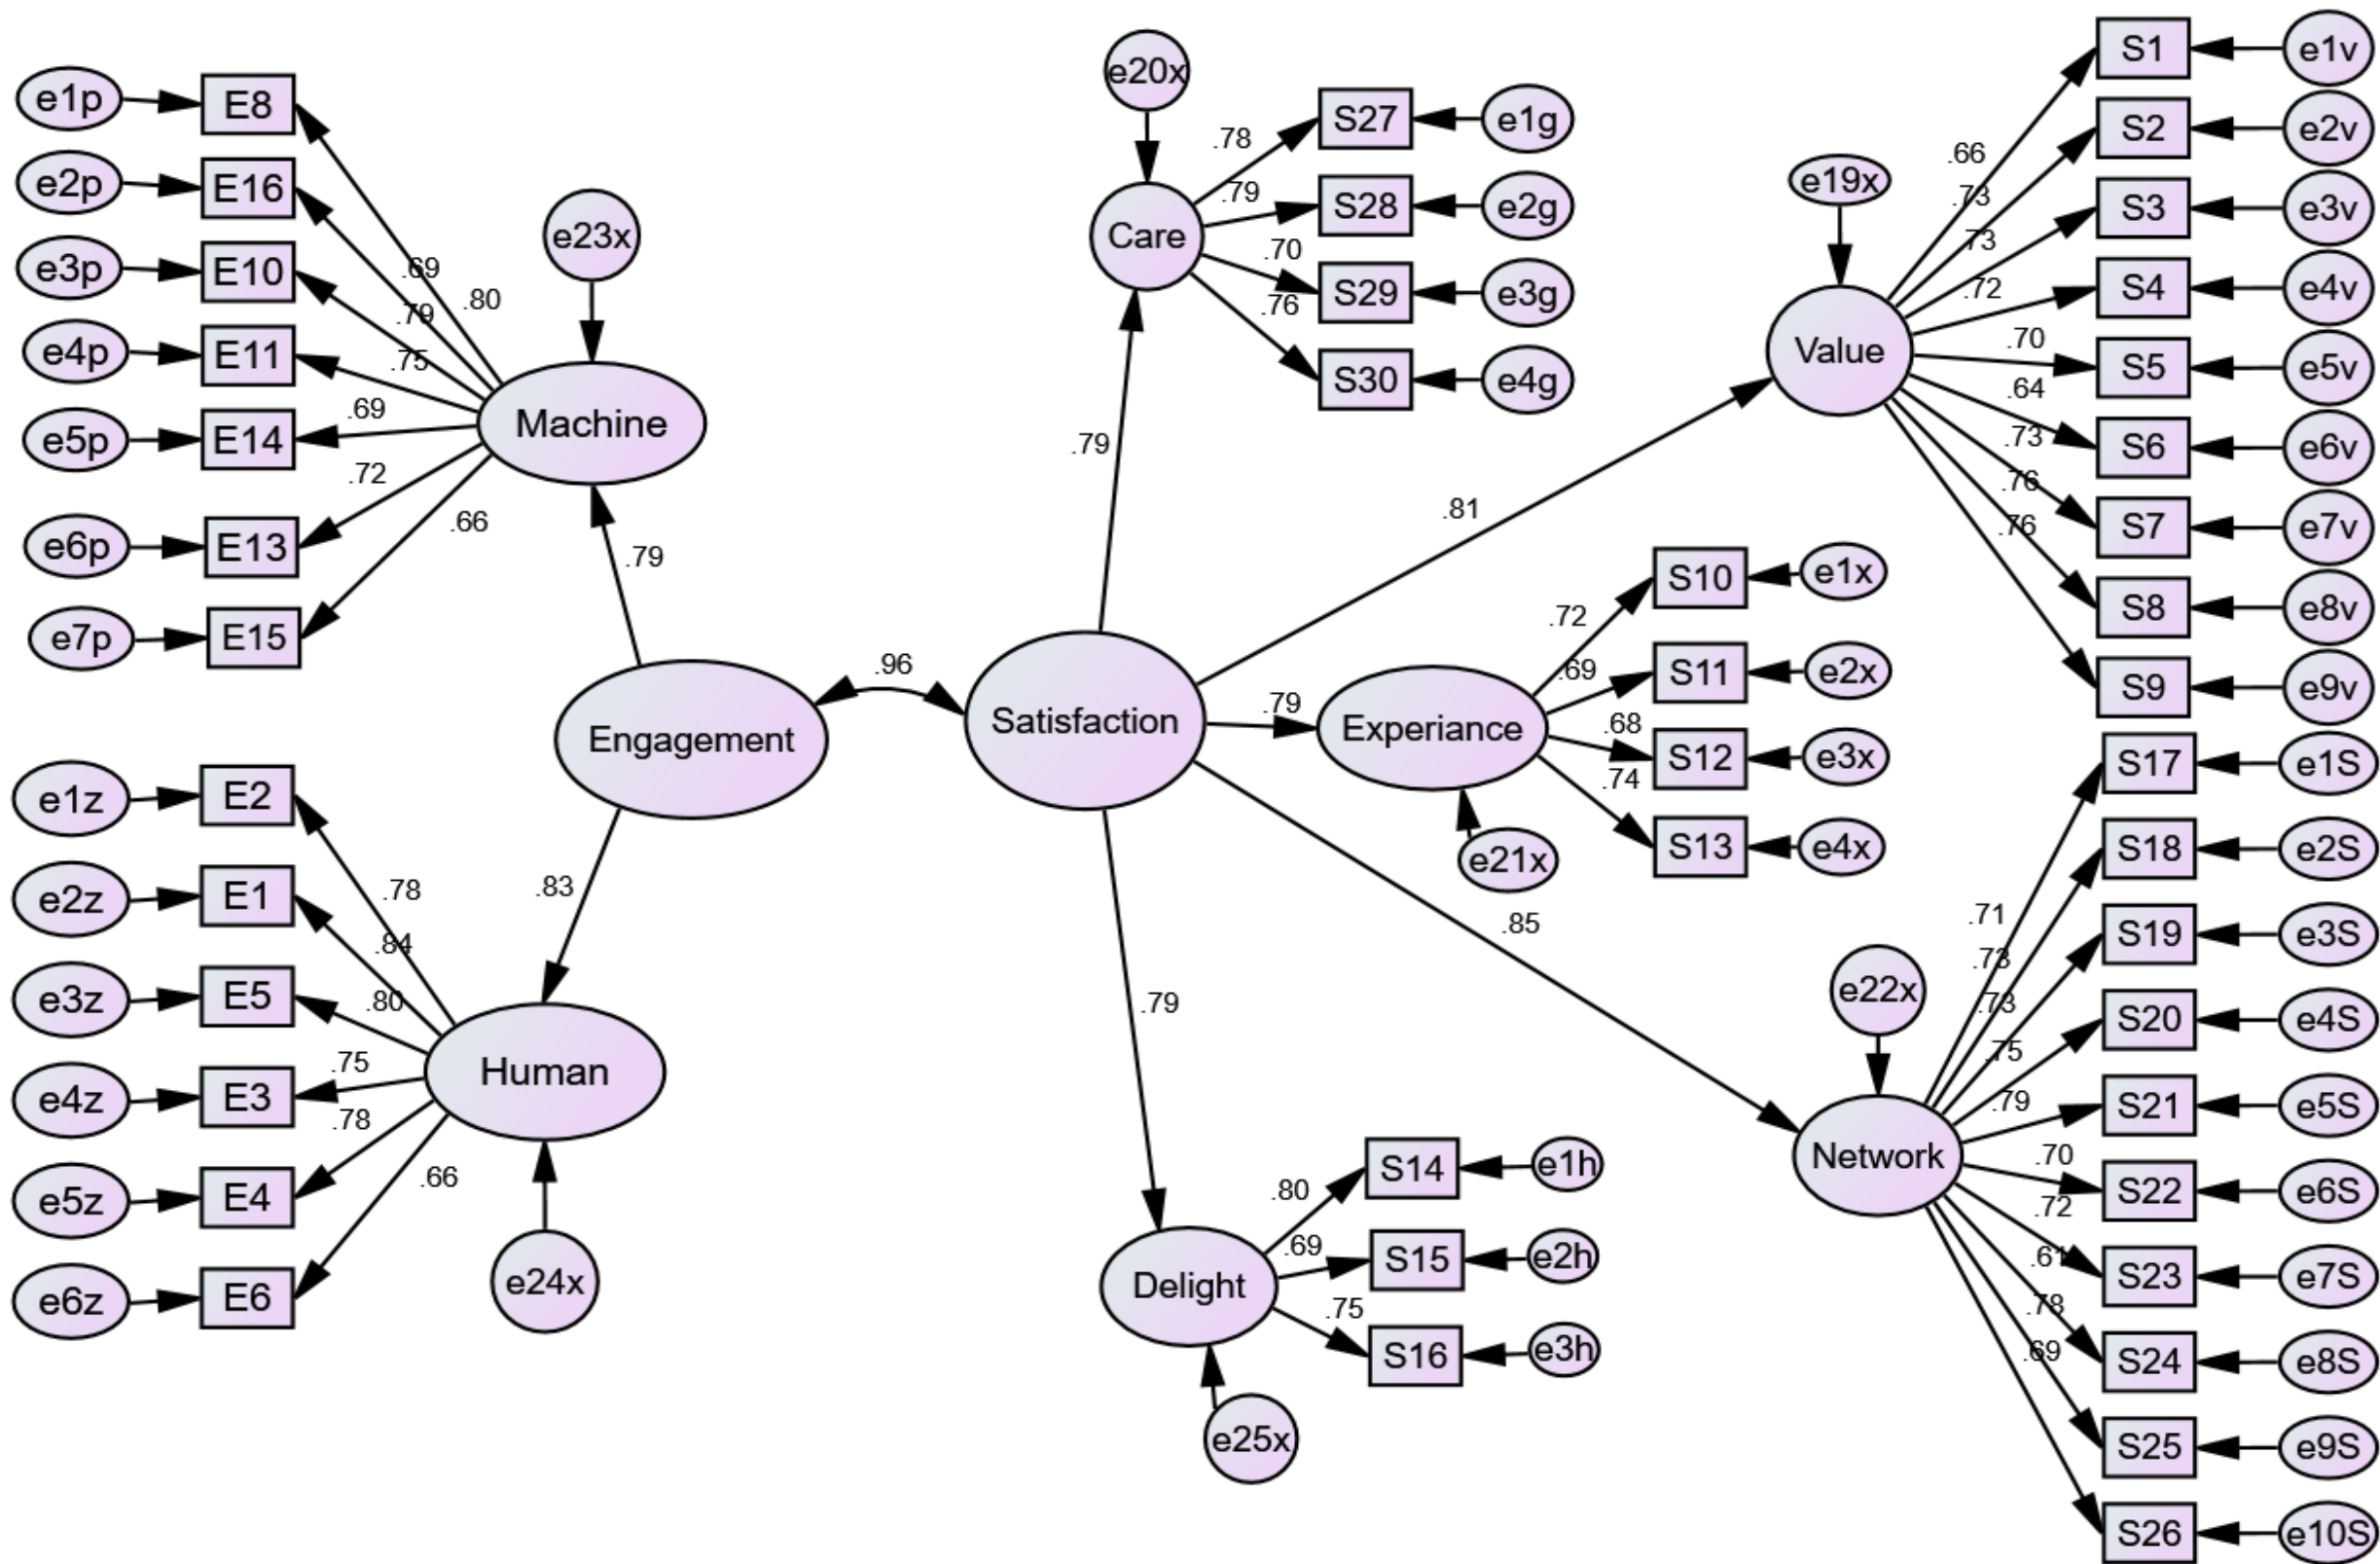 e1p
E8
e2p
E16
e3p
E10
e4p
E11
e5p
E14
e6p
E13
e7p
E15
.80
.69
.79
.75
.69
.72
.66
e23x
Machine
.79
Engagement
.96
.83
e1z
E2
e2z
E1
e3z
E5
e4z
E3
e5z
E4
e6z
E6
.78
.84
.80
.75
.78
.66
Human
e24x
Satisfaction
.79
e20x
Care
.78
.79
.70
.76
S27
e1g
S28
e2g
S29
e3g
S30
e4g
.81
e19x
Value
.66
.73
.73
.72
.70
.64
.73
.76
.76
S1
e1v
S2
e2v
S3
e3v
S4
e4v
S5
e5v
S6
e6v
S7
e7v
S8
e8v
S9
e9v
.79
Experiance
e21x
.72
.69
.68
.74
S10
e1x
S11
e2x
S12
e3x
S13
e4x
.85
e22x
Network
.71
.73
.73
.75
.79
.70
.72
.61
.78
.69
S17
e1S
S18
e2S
S19
e3S
S20
e4S
S21
e5S
S22
e6S
S23
e7S
S24
e8S
S25
e9S
S26
e10S
.79
Delight
e25x
.80
.69
.75
S14
e1h
S15
e2h
S16
e3h